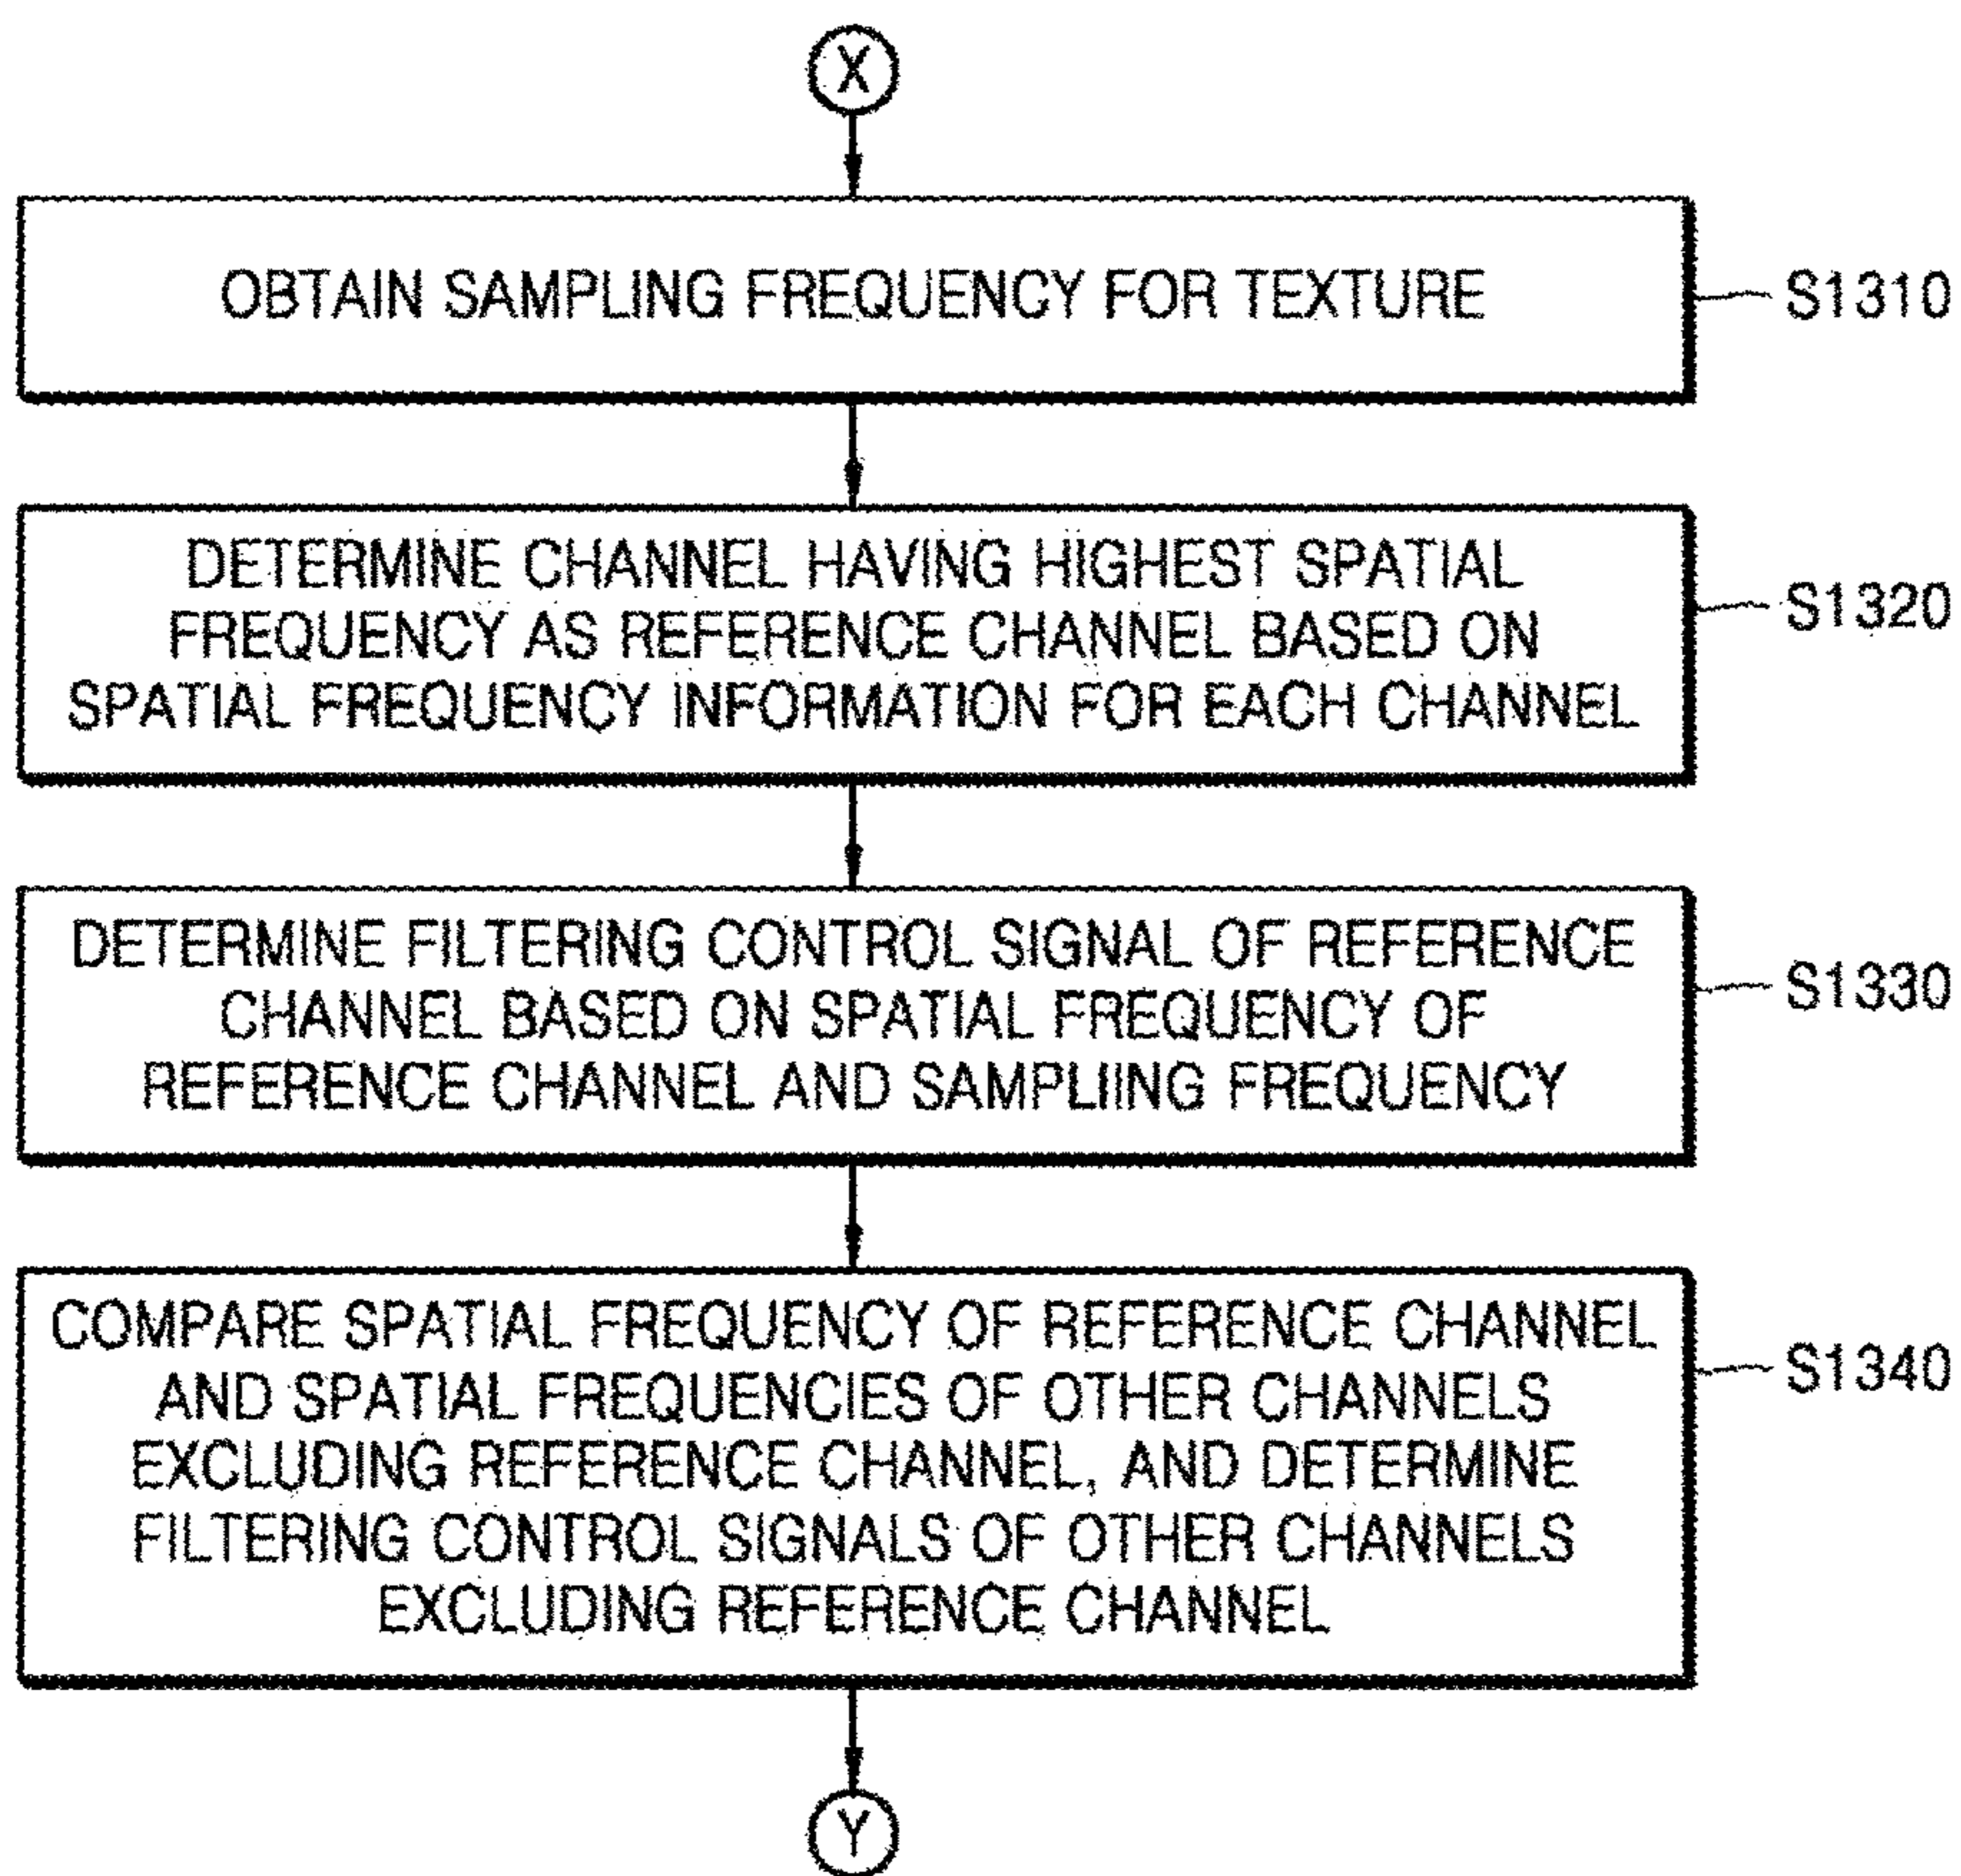 X
OBTAIN SAMPLING FREQUENCY FOR TEXTURE
S1310
DETERMINE CHANNEL HAVING HIGHEST SPATIAL
FREQUENCY AS REFERENCE CHANNEL BASED ON
SPATIAL FREQUENCY INFORMATION FOR EACH CHANNEL
S1320
DETERMINE FILTERING CONTROL SIGNAL OF REFERENCE
CHANNEL BASED ON SPATIAL FREQUENCY OF
REFERENCE CHANNEL AND SAMPLIING FREQUENCY
S1330
COMPARE SPATIAL FREQUENCY OF REFERENCE CHANNEL
AND SPATIAL FREQUENCIES OF OTHER CHANNELS
EXCLUDING REFERENCE CHANNEL, AND DETERMINE
FILTERING CONTROL SIGNALS OF OTHER CHANNELS
EXCLUDING REFERENCE CHANNEL
S1340
Y